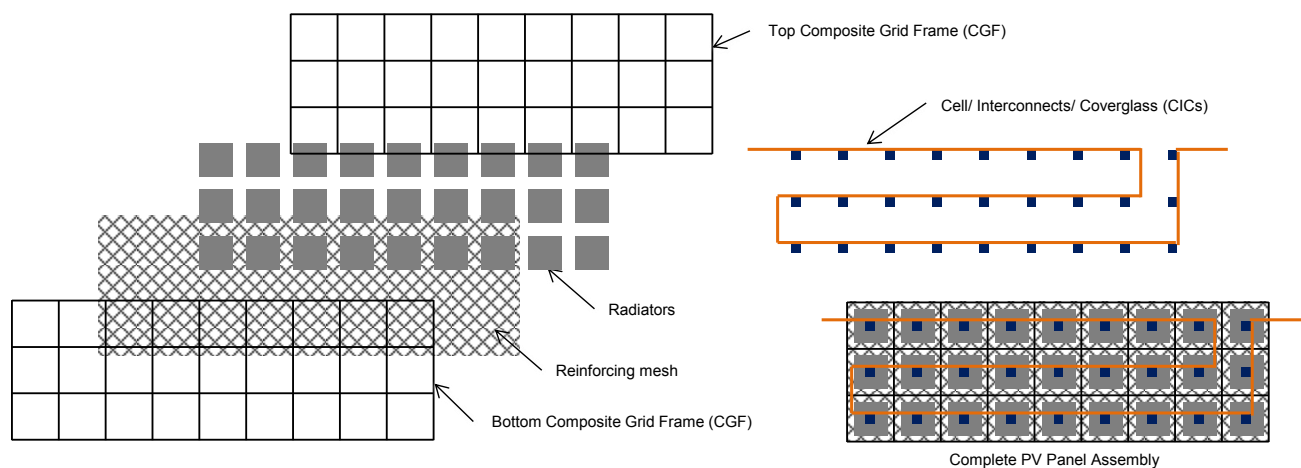 Top Composite Grid Frame (CGF)
Cell/ Interconnects/ Coverglass (CICs)
Radiators
Reinforcing mesh
Bottom Composite Grid Frame (CGF)
Complete PV Panel Assembly